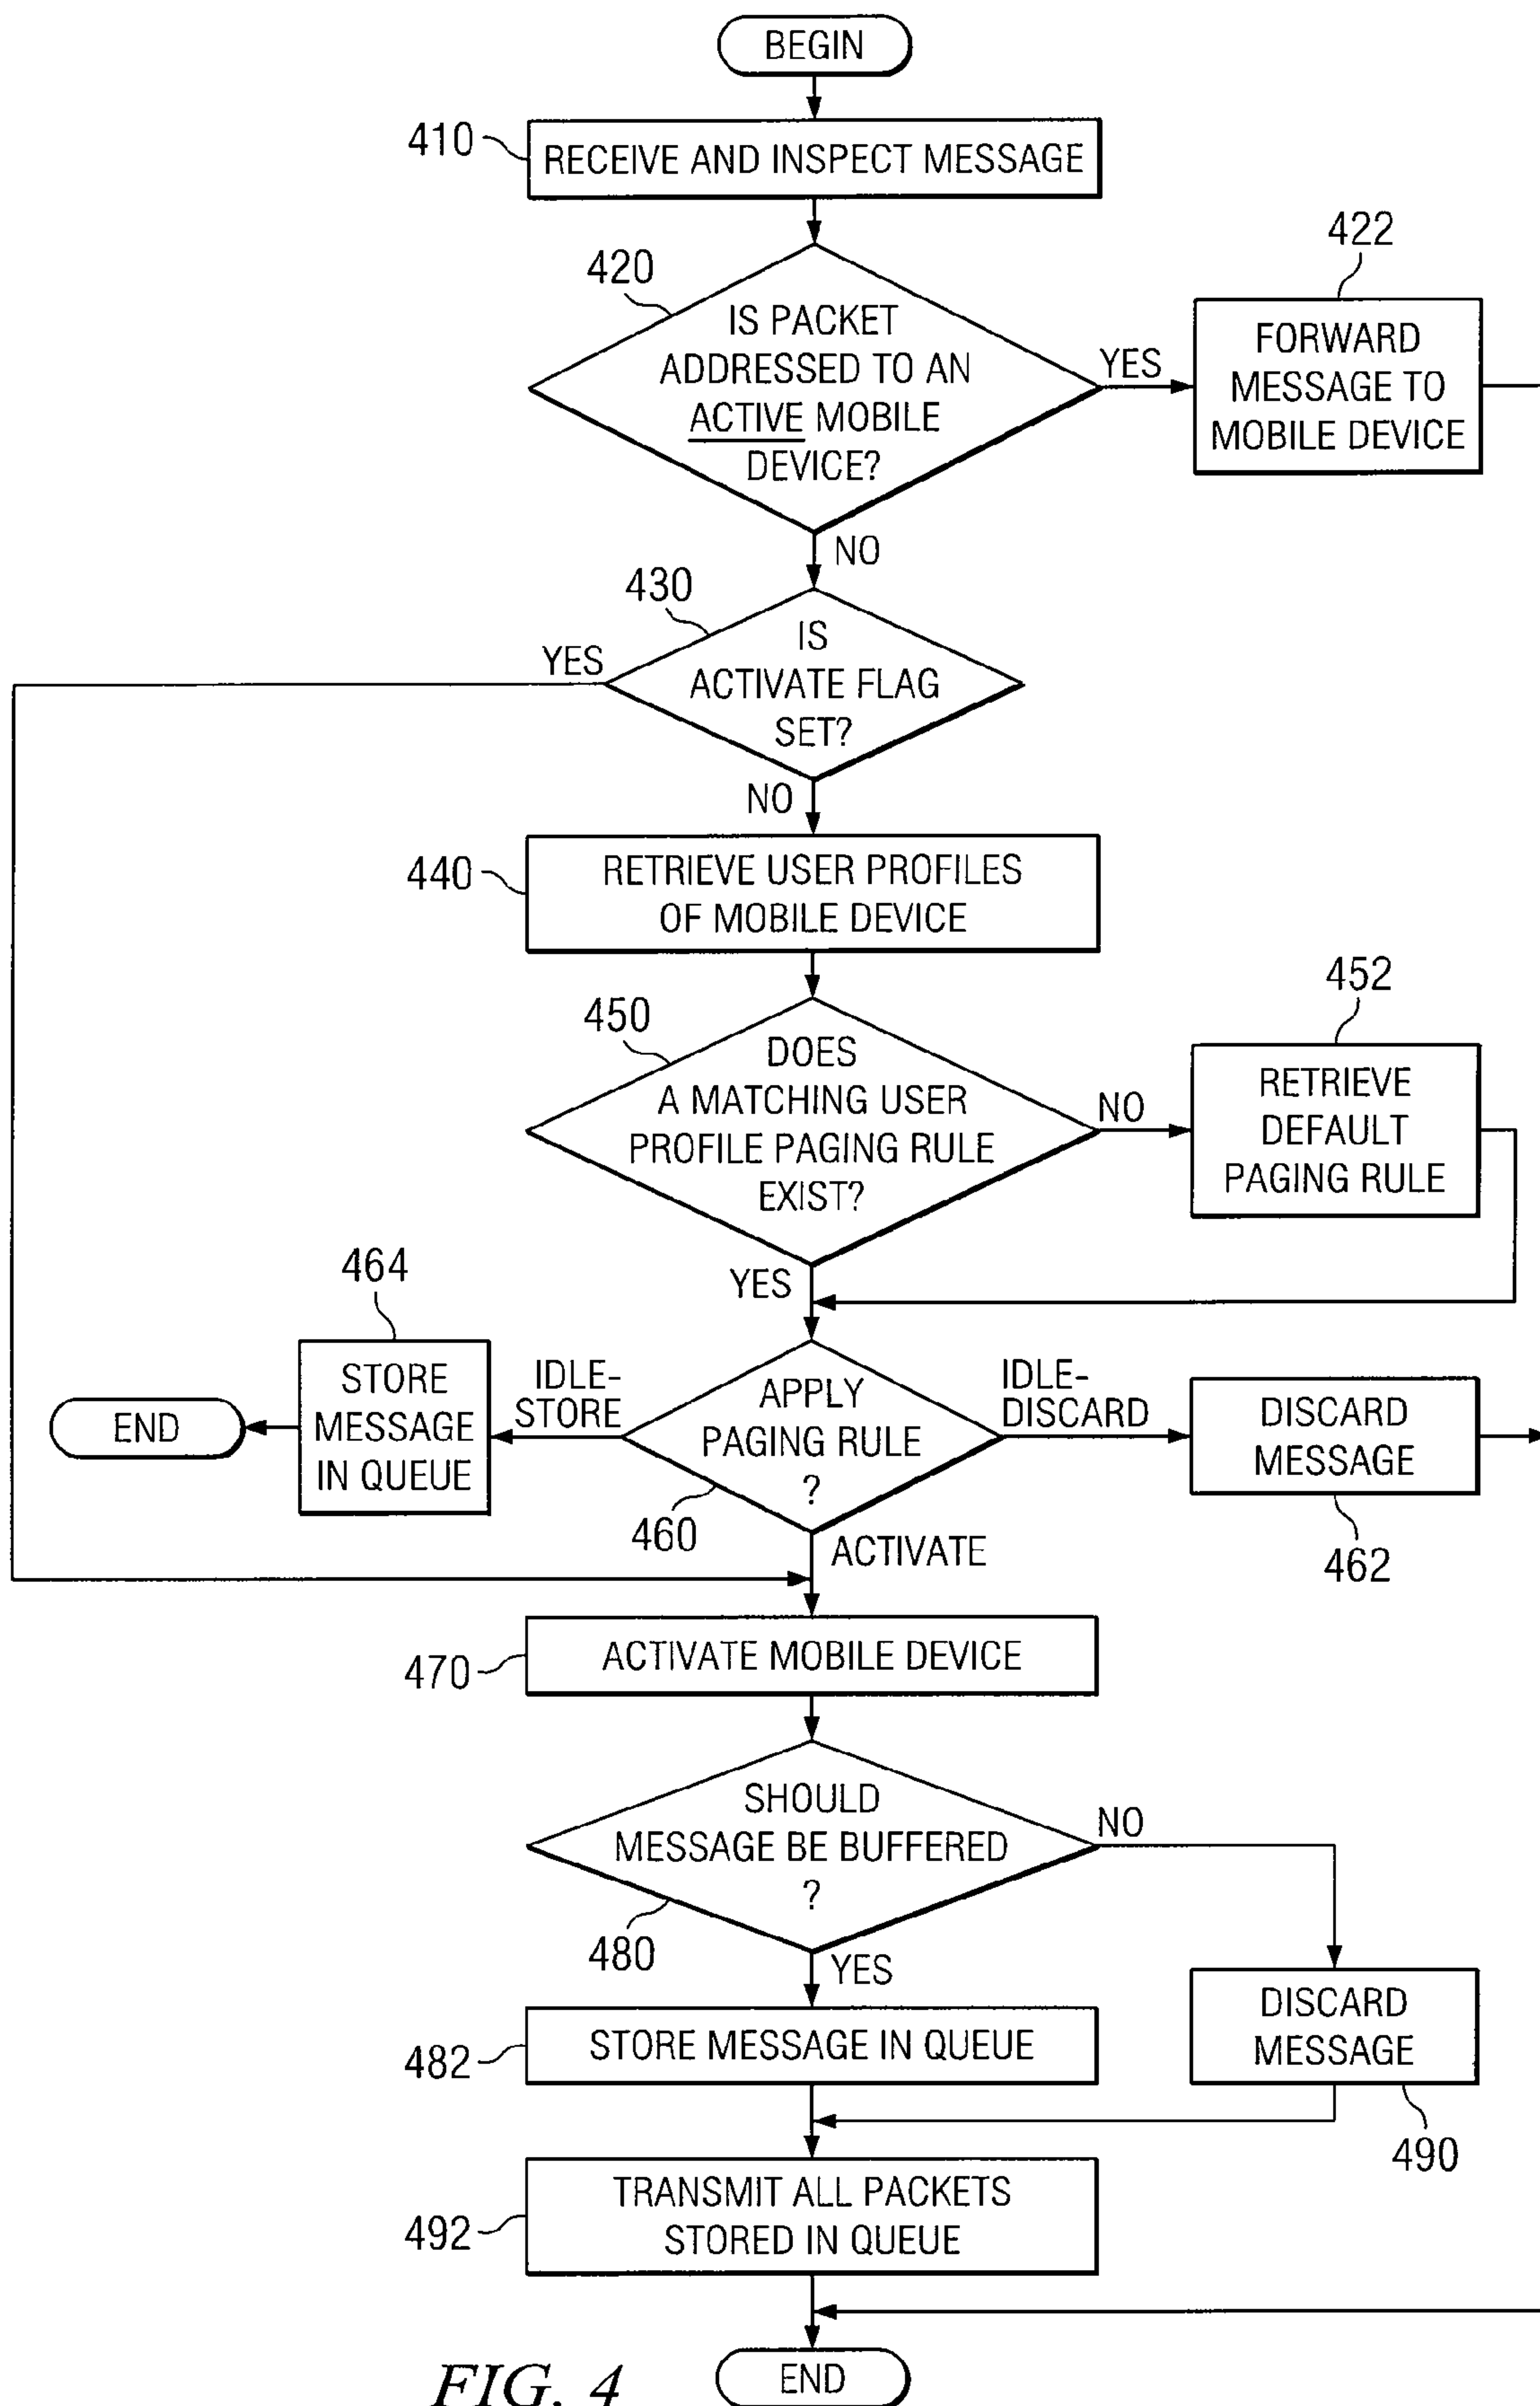 BEGIN
410
RECEIVE AND INSPECT MESSAGE
420
IS PACKET
ADDRESSED TO AN
ACTIVE MOBILE
DEVICE?
YES
422
FORWARD
MESSAGE TO
MOBILE DEVICE
NO
430
IS
ACTIVATE FLAG
SET?
YES
NO
440
RETRIEVE USER PROFILES
OF MOBILE DEVICE
450
DOES
A MATCHING USER
PROFILE PAGING RULE
EXIST?
NO
452
RETRIEVE
DEFAULT
PAGING RULE
YES
464
STORE
MESSAGE
IN QUEUE
END
IDLE-
STORE
APPLY
PAGING RULE
?
460
IDLE-
DISCARD
DISCARD
MESSAGE
462
ACTIVATE
470
ACTIVATE MOBILE DEVICE
SHOULD
MESSAGE BE BUFFERED
?
480
NO
YES
482
STORE MESSAGE IN QUEUE
DISCARD
MESSAGE
490
492
TRANSMIT ALL PACKETS
STORED IN QUEUE
END
FIG. 4